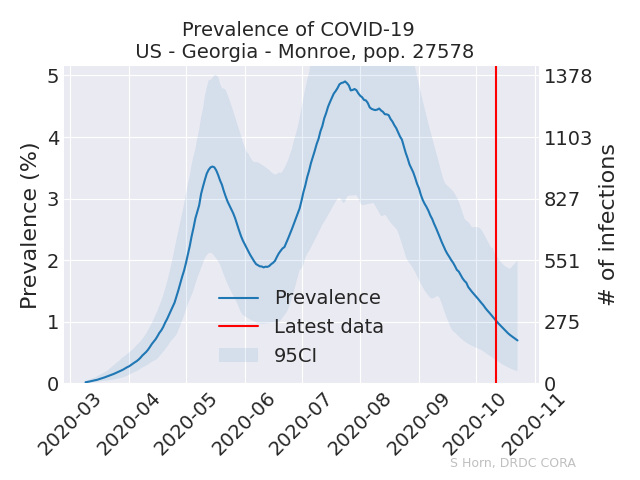 Prevalence of COVID-19
US - Georgia - Monroe, pop. 27578
Prevalence (%)
5
4
3
2
1
0
1378
1103
827
551
275
0
# of infections
Prevalence
Latest data
95CI
2020-03
2020-04
2020-05
2020-06
2020-07
2020-08
2020-09
2020-10
2020-11
S Horn, DRDC CORA